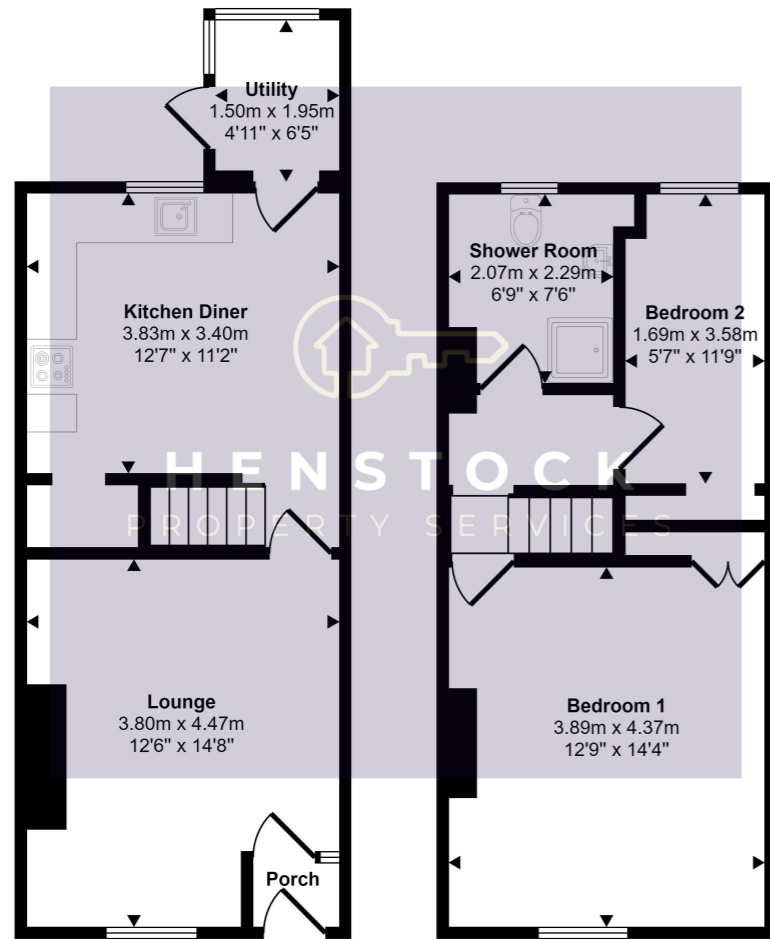 Utility
1.50m x 1.95m
4'11" x 6'5"
Kitchen Diner
3.83m x 3.40m
12'7" x 11'2"
Shower Room
2.07m x 2.29m
6'9" x 7'6"
Bedroom 2
1.69m x 3.58m
5'7" x 11'9"
HENSTOCK
PROPERTY SERVICES
Lounge
3.80m x 4.47m
12'6" x 14'8"
Bedroom 1
3.89m x 4.37m
12'9" x 14'4"
Porch